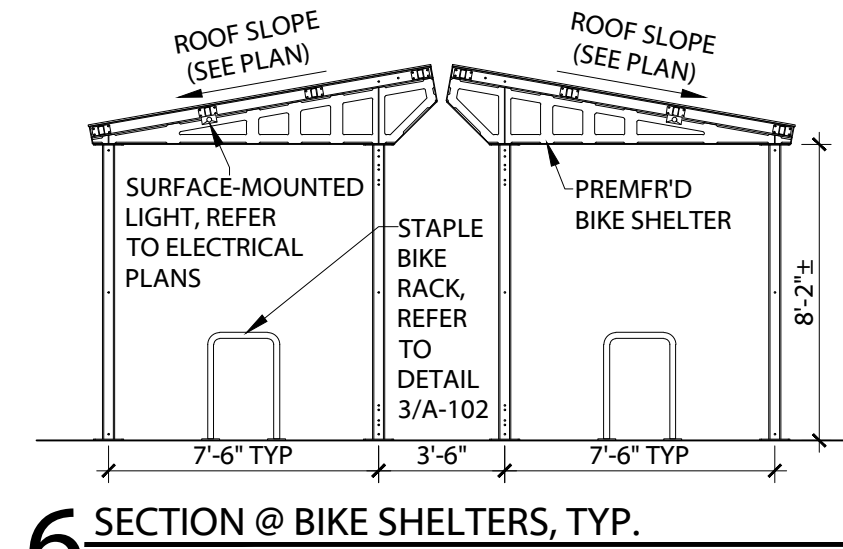 ROOF SLOPE
(SEE PLAN)
ROOF SLOPE
(SEE PLAN)
SURFACE-MOUNTED
LIGHT, REFER
TO ELECTRICAL
PLANS
STAPLE
BIKE
RACK,
REFER
TO
DETAIL
3/A-102
PREMFR'D
BIKE SHELTER
8'-2"±
7'-6" TYP
3'-6"
7'-6" TYP
6 SECTION @ BIKE SHELTERS, TYP.